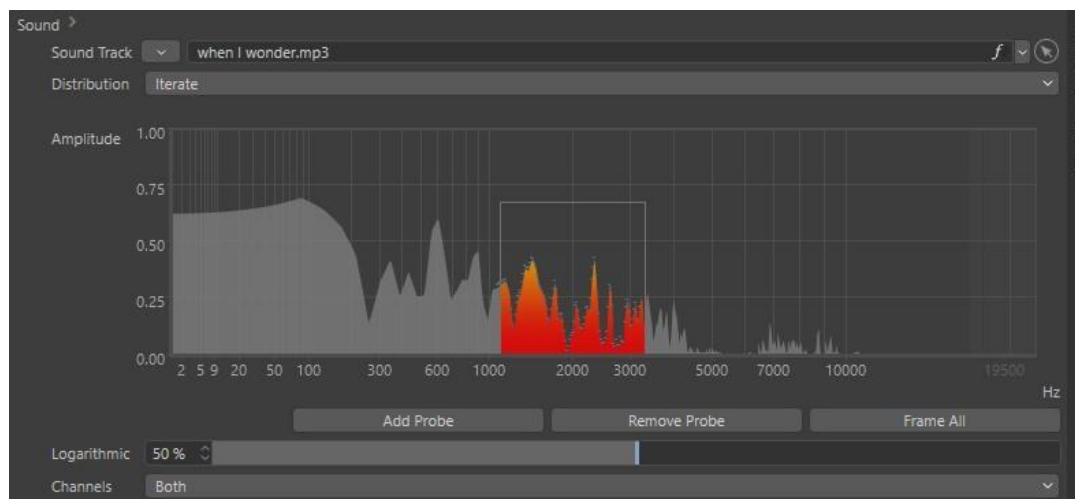 Sound >
Sound Track when I wonder.mp3 f
Distribution Iterate
Amplitude 1.00
0.75
0.50
0.25
0.00
2 5 9 20 50 100 300 600 1000 2000 3000 5000 7000 10000 19500
Hz
Add Probe Remove Probe Frame All
Logarithmic 50 %
Channels Both